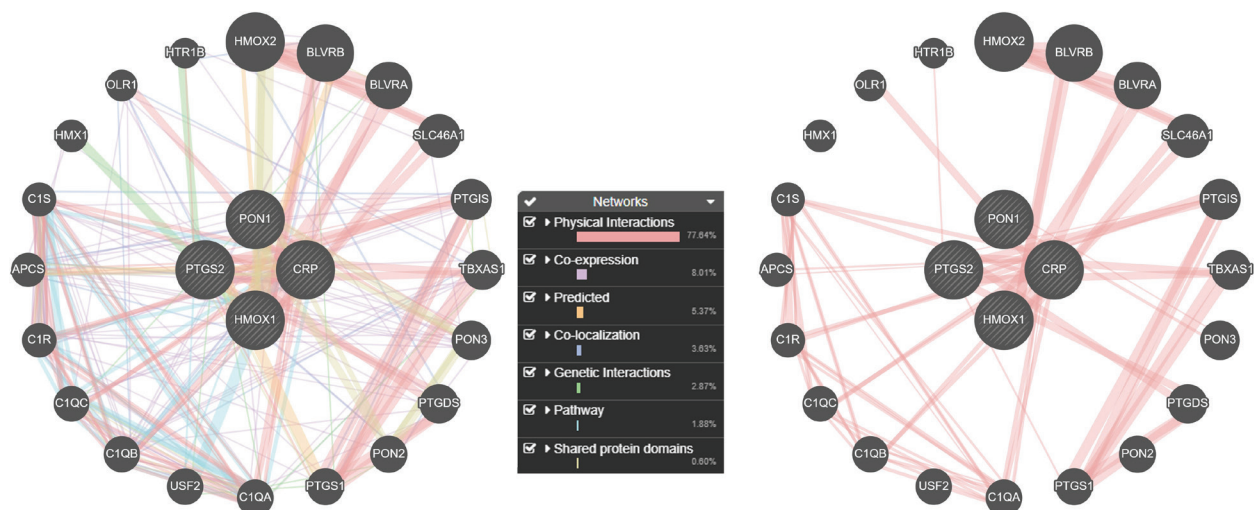 HMOX2
BLVRB
BLVRA
SLC46A1
PTGIS
TBXAS1
PON3
PTGDS
PON2
PTGS1
C1QA
USF2
C1QB
C1QC
C1R
APCS
C1S
HMX1
OLR1
HTR1B
PON1
PTGS2
CRP
HMOX1
Networks
Physical Interactions
77.64%
Co-expression
8.01%
Predicted
5.37%
Co-localization
3.63%
Genetic Interactions
2.87%
Pathway
1.88%
Shared protein domains
0.60%
HMOX2
BLVRB
BLVRA
SLC46A1
PTGIS
TBXAS1
PON3
PTGDS
PON2
PTGS1
C1QA
USF2
C1QB
C1QC
C1R
APCS
C1S
HMX1
OLR1
HTR1B
PON1
PTGS2
CRP
HMOX1